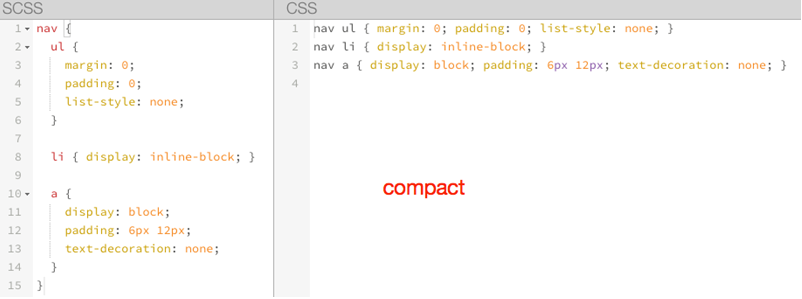 SCSS
1 nav {
2 ul {
3 margin: 0;
4 padding: 0;
5 list-style: none;
6 }
7
8 li { display: inline-block; }
9
10 a {
11 display: block;
12 padding: 6px 12px;
13 text-decoration: none;
14 }
15 }
CSS
1 nav ul { margin: 0; padding: 0; list-style: none; }
2 nav li { display: inline-block; }
3 nav a { display: block; padding: 6px 12px; text-decoration: none; }
4
compact